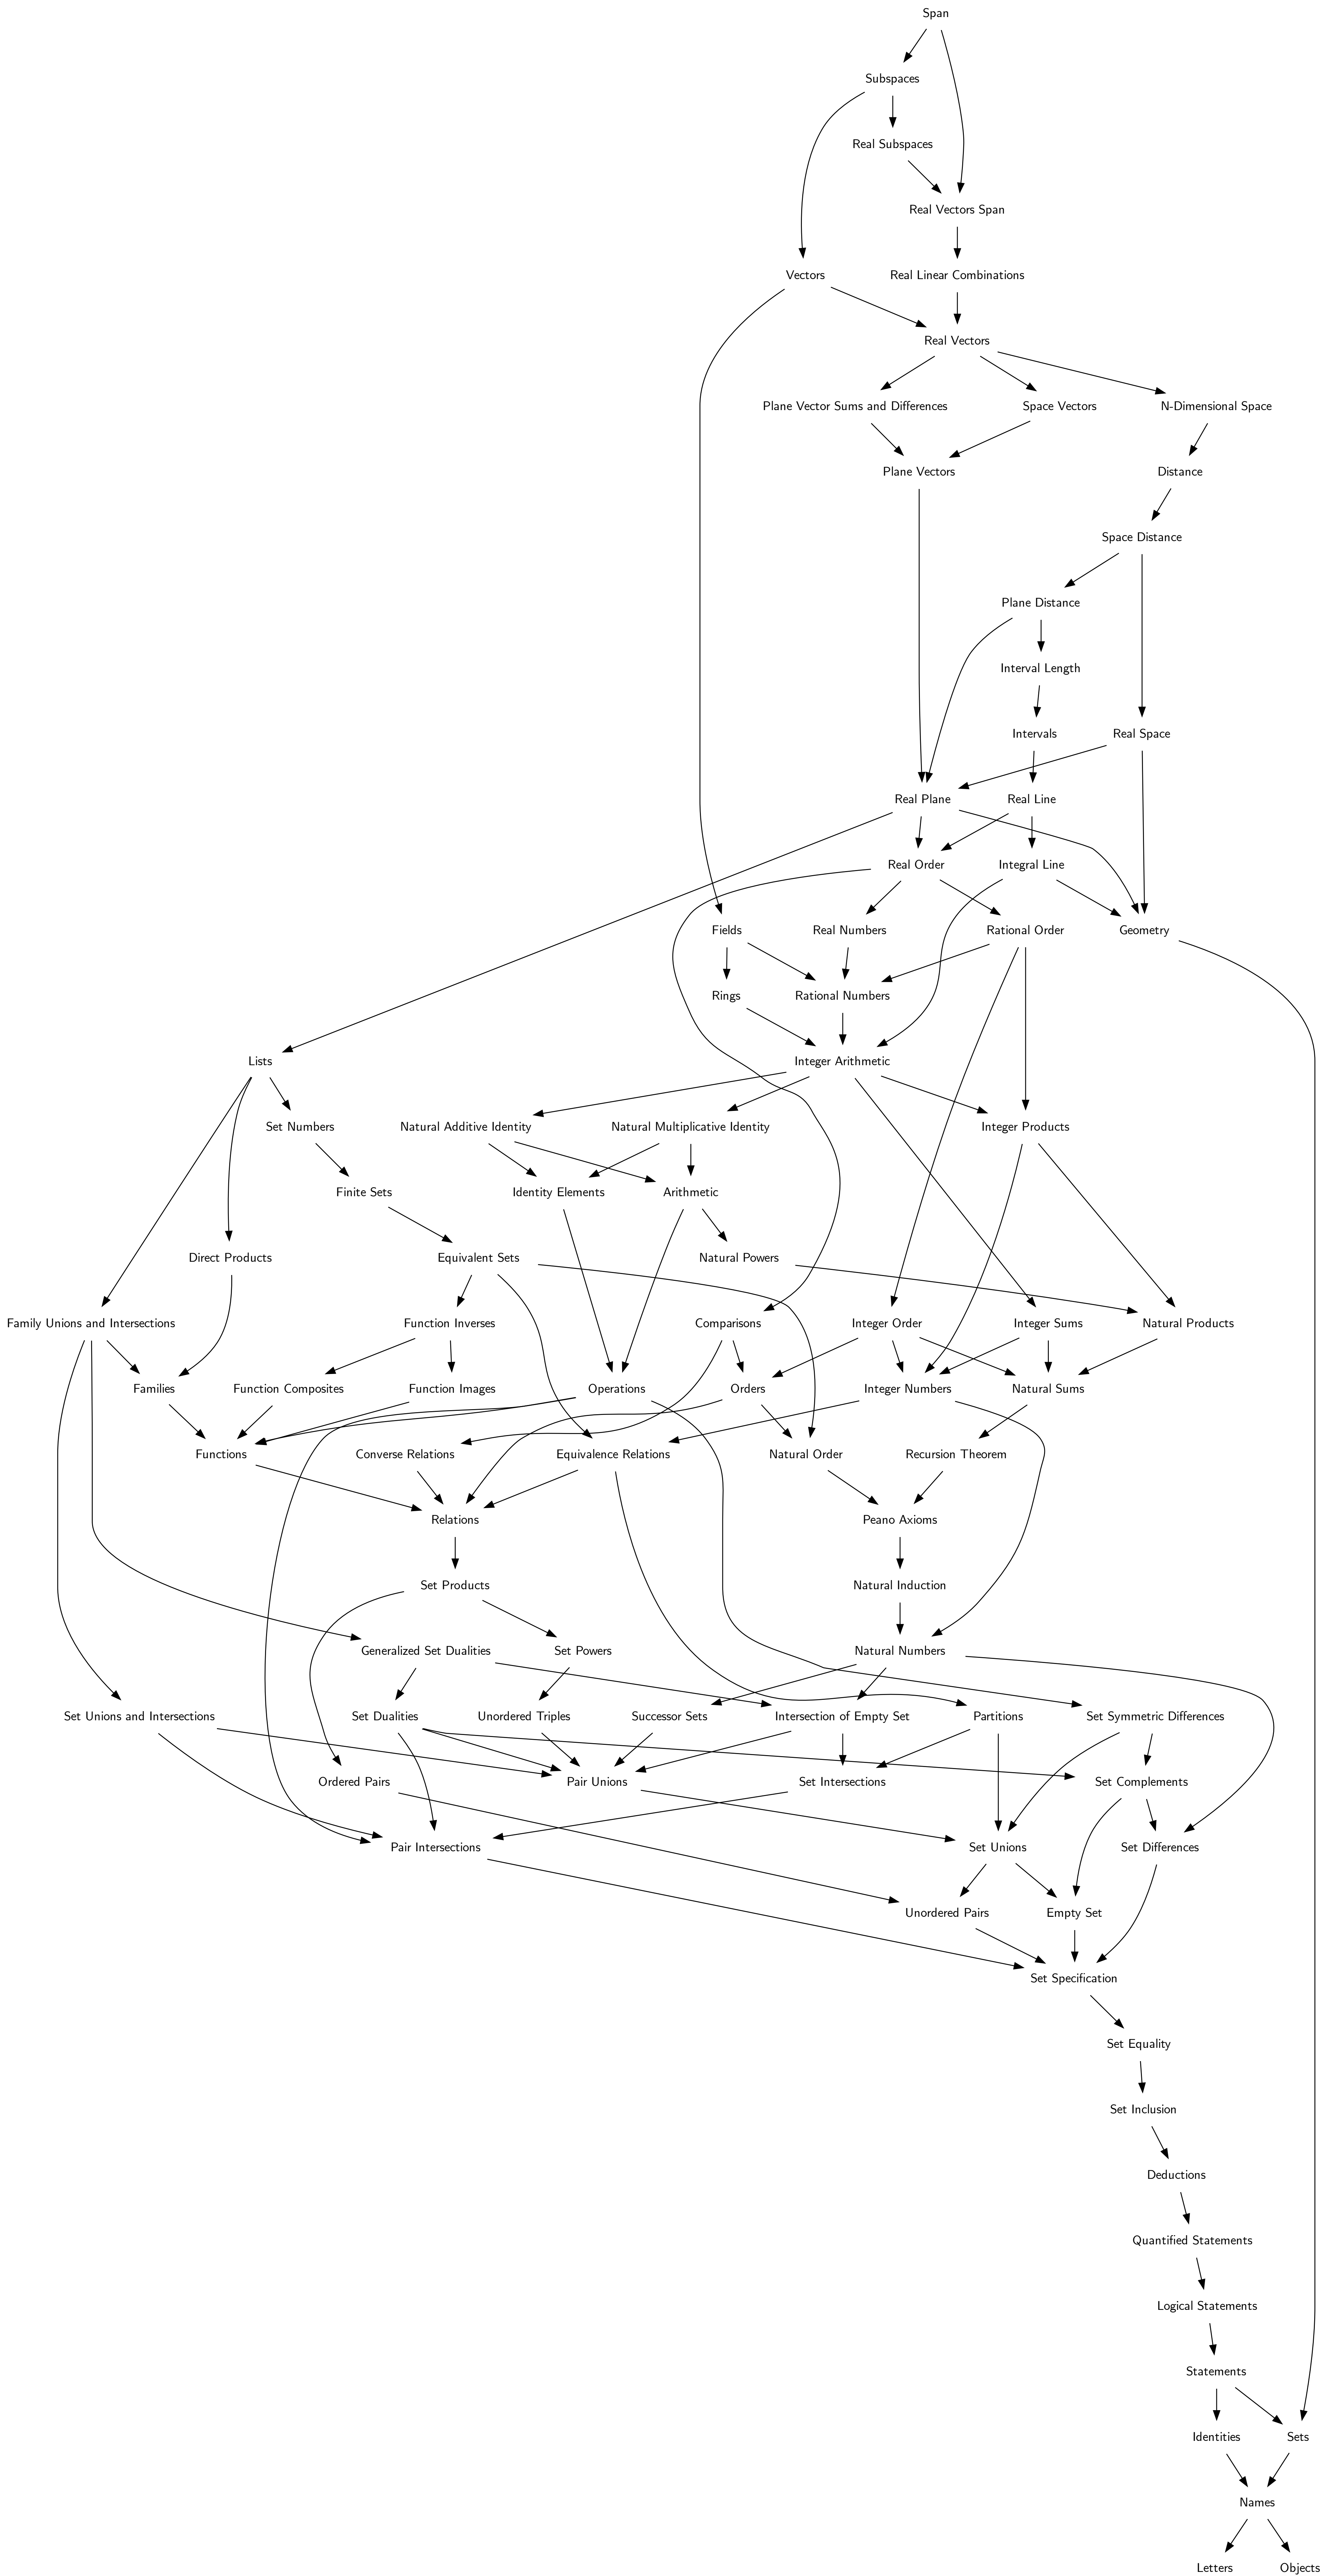 Span
Subspaces
Real Subspaces
Real Vectors Span
Vectors
Real Linear Combinations
Real Vectors
Plane Vector Sums and Differences
Space Vectors
N-Dimensional Space
Plane Vectors
Distance
Space Distance
Plane Distance
Interval Length
Intervals
Real Space
Real Plane
Real Line
Real Order
Integral Line
Fields
Real Numbers
Rational Order
Geometry
Rings
Rational Numbers
Lists
Integer Arithmetic
Set Numbers
Natural Additive Identity
Natural Multiplicative Identity
Integer Products
Finite Sets
Identity Elements
Arithmetic
Direct Products
Equivalent Sets
Natural Powers
Family Unions and Intersections
Function Inverses
Comparisons
Integer Order
Integer Sums
Natural Products
Families
Function Composites
Function Images
Operations
Orders
Integer Numbers
Natural Sums
Functions
Converse Relations
Equivalence Relations
Natural Order
Recursion Theorem
Relations
Peano Axioms
Set Products
Natural Induction
Generalized Set Dualities
Set Powers
Natural Numbers
Set Unions and Intersections
Set Dualities
Unordered Triples
Successor Sets
Intersection of Empty Set
Partitions
Set Symmetric Differences
Ordered Pairs
Pair Unions
Set Intersections
Set Complements
Pair Intersections
Set Unions
Set Differences
Unordered Pairs
Empty Set
Set Specification
Set Equality
Set Inclusion
Deductions
Quantified Statements
Logical Statements
Statements
Identities
Sets
Names
Letters
Objects